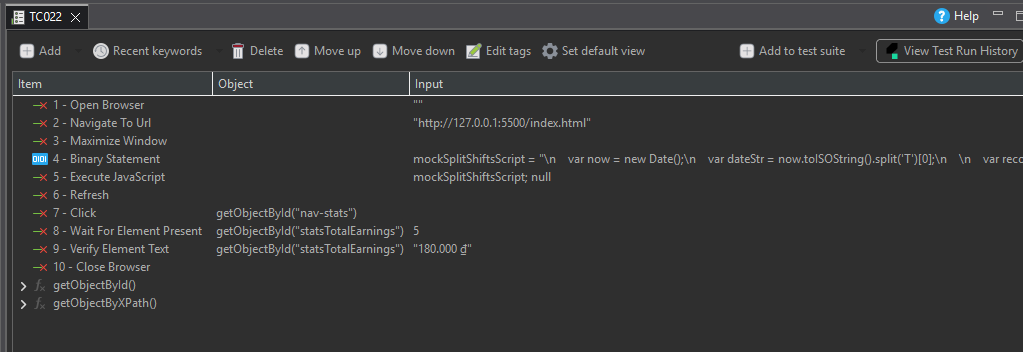 TC022
Help
Add Recent keywords Delete Move up Move down Edit tags Set default view Add to test suite View Test Run History
Item Object Input
1 - Open Browser ""
2 - Navigate To Url "http://127.0.0.1:5500/index.html"
3 - Maximize Window
4 - Binary Statement mockSplitShiftsScript = "\n var now = new Date();\n var dateStr = now.toISOString().split('T')[0];\n \n var reco
5 - Execute JavaScript mockSplitShiftsScript; null
6 - Refresh
7 - Click getObjectById("nav-stats")
8 - Wait For Element Present getObjectById("statsTotalEarnings") 5
9 - Verify Element Text getObjectById("statsTotalEarnings") "180.000 ₫"
10 - Close Browser
fx getObjectById()
fx getObjectByXPath()